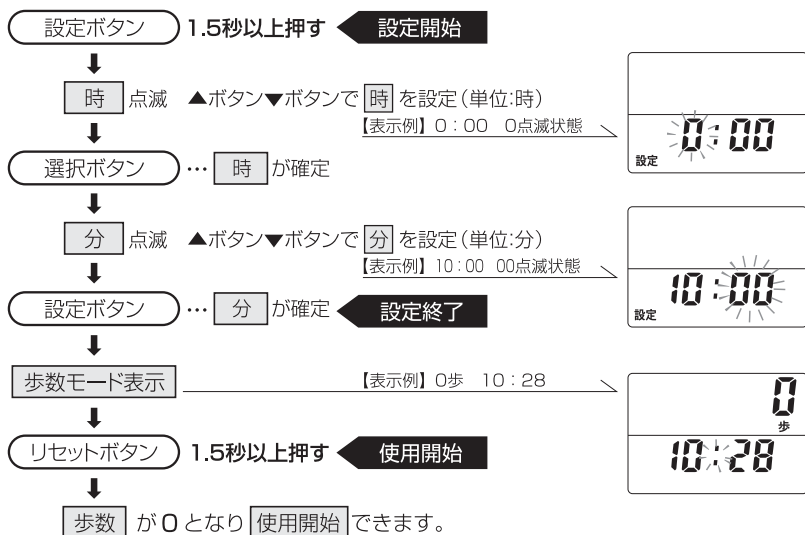 設定ボタン 1.5秒以上押す 設定開始
時 点滅 ▲ボタン▼ボタンで 時 を設定(単位:時)
【表示例】0:00 0点滅状態
0:00
設定
選択ボタン … 時 が確定
分 点滅 ▲ボタン▼ボタンで 分 を設定(単位:分)
【表示例】10:00 00点滅状態
10:00
設定
設定ボタン … 分 が確定 設定終了
歩数モード表示 【表示例】0歩 10:28
0
歩
10:28
リセットボタン 1.5秒以上押す 使用開始
歩数 が 0 となり 使用開始 できます。